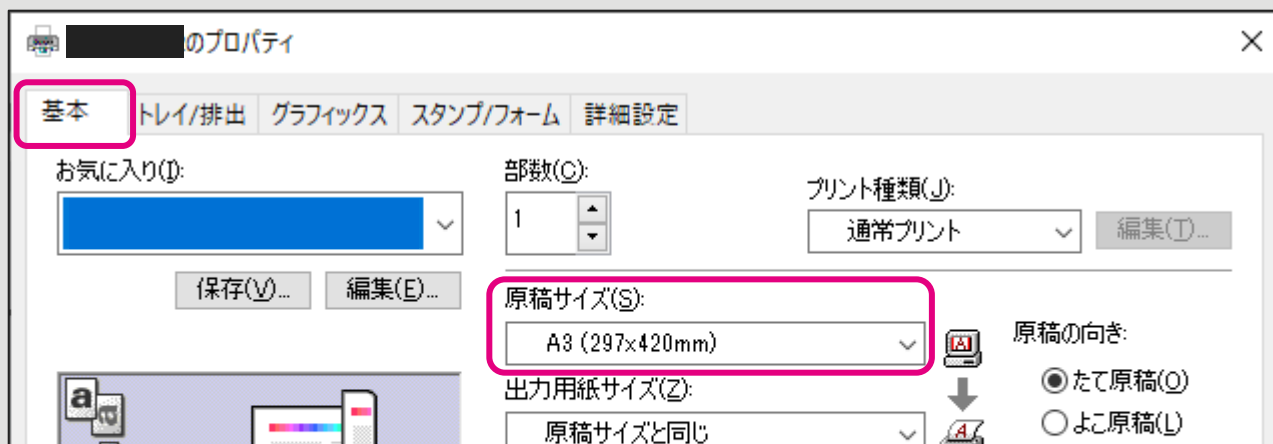 のプロパティ
基本 トレイ/排出 グラフィックス スタンプ/フォーム 詳細設定
お気に入り(I):
部数(C):
プリント種類(J):
1
通常プリント
編集(T)...
保存(V)... 編集(E)...
原稿サイズ(S):
A3 (297x420mm)
原稿の向き:
たて原稿(O)
出力用紙サイズ(Z):
よこ原稿(L)
原稿サイズと同じ
a
A
A